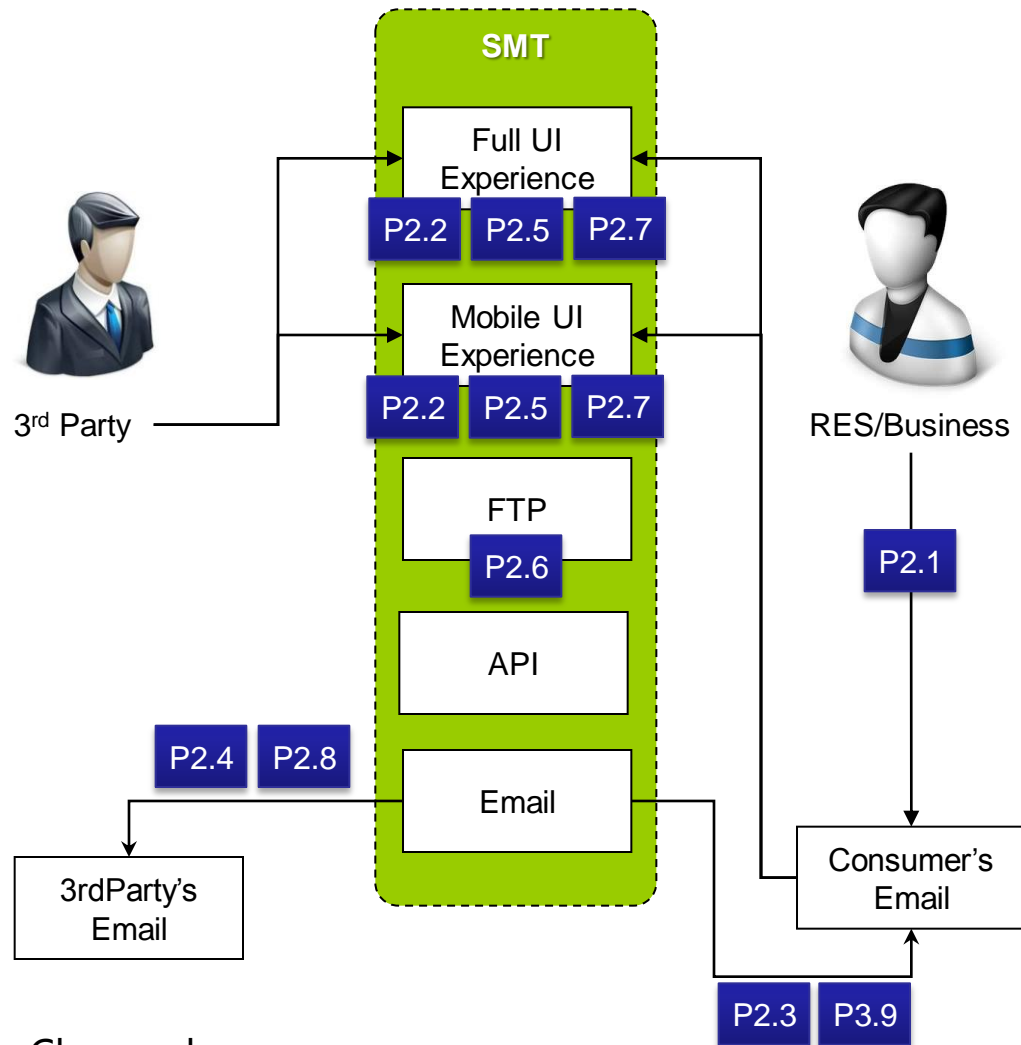 SMT
Full UI
Experience
P2.2 P2.5 P2.7
Mobile UI
Experience
P2.2 P2.5 P2.7
3rd Party
RES/Business
FTP
P2.6
P2.1
API
P2.4 P2.8
Email
3rdParty's
Email
Consumer's
Email
P2.3 P3.9